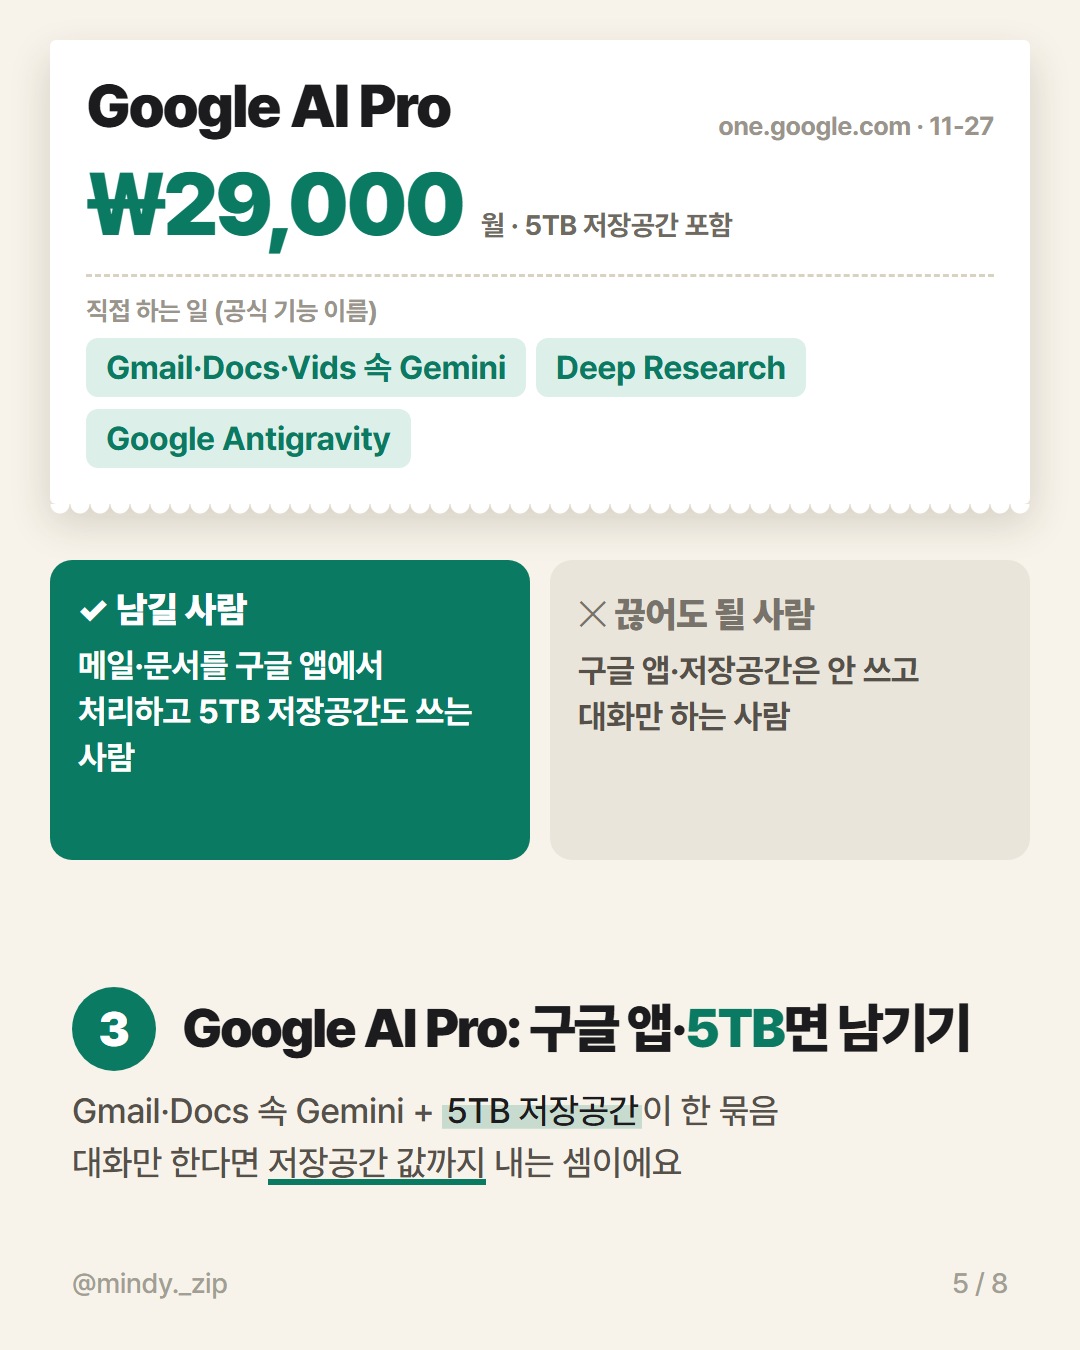 Google AI Pro
one.google.com · 11-27
₩29,000 월 · 5TB 저장공간 포함
직접 하는 일 (공식 기능 이름)
Gmail·Docs·Vids 속 Gemini
Deep Research
Google Antigravity
✔ 남길 사람
메일·문서를 구글 앱에서
처리하고 5TB 저장공간도 쓰는
사람
✕ 끊어도 될 사람
구글 앱·저장공간은 안 쓰고
대화만 하는 사람
3 Google AI Pro: 구글 앱·5TB면 남기기
Gmail·Docs 속 Gemini + 5TB 저장공간이 한 묶음
대화만 한다면 저장공간 값까지 내는 셈이에요
@mindy._zip
5 / 8